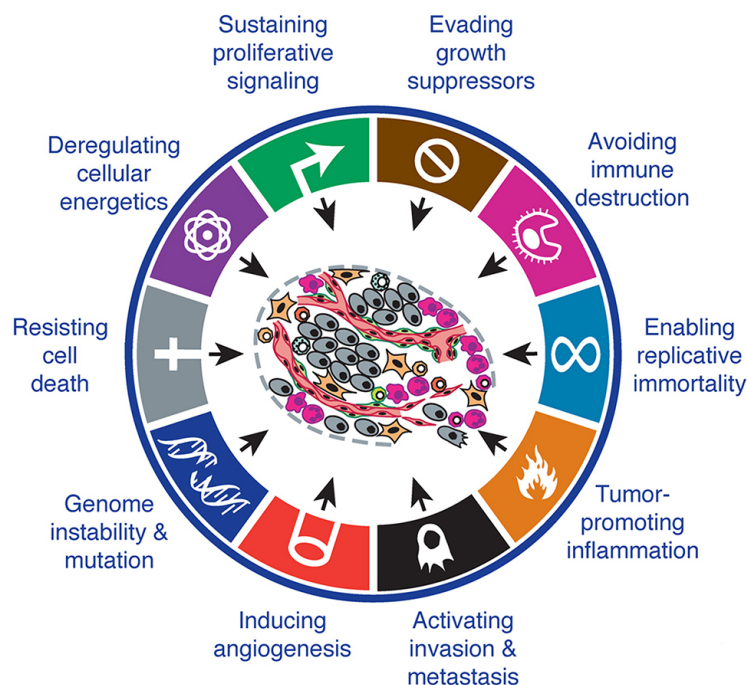 Sustaining
proliferative
signaling
Evading
growth
suppressors
Avoiding
immune
destruction
Enabling
replicative
immortality
Tumor-
promoting
inflammation
Activating
invasion &
metastasis
Inducing
angiogenesis
Genome
instability &
mutation
Resisting
cell
death
Deregulating
cellular
energetics